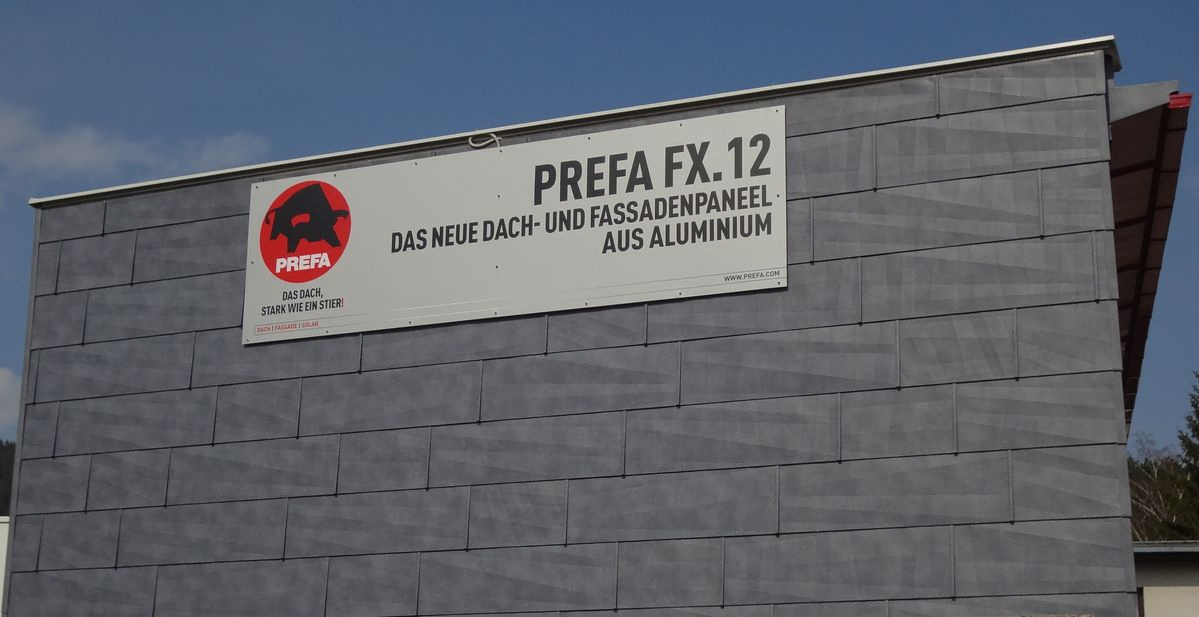 PREFA FX.12
DAS NEUE DACH- UND FASSADENPANEEL
AUS ALUMINIUM
PREFA
DAS DACH,
STARK WIE EIN STIER!
DACH | FASSADE | SOLAR
WWW.PREFA.COM